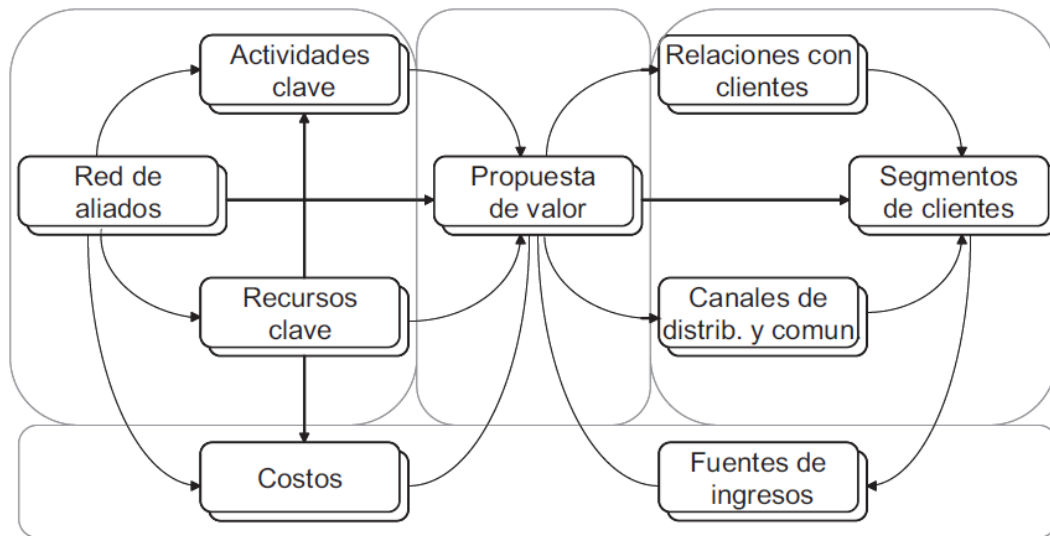 Actividades
clave
Relaciones con
clientes
Red de
aliados
Propuesta
de valor
Segmentos
de clientes
Recursos
clave
Canales de
distrib. y comun.
Costos
Fuentes de
ingresos